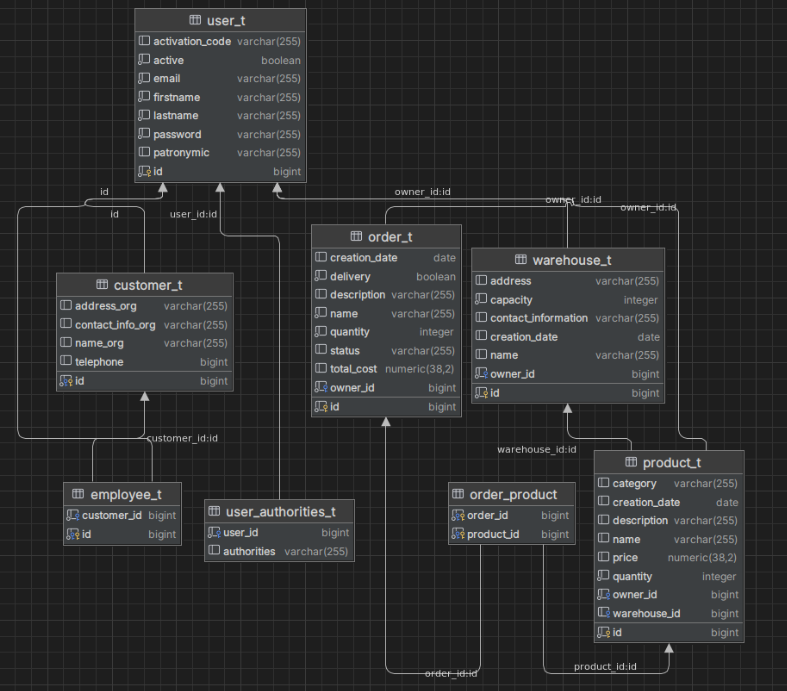 user_t
activation_code varchar(255)
active boolean
email varchar(255)
firstname varchar(255)
lastname varchar(255)
password varchar(255)
patronymic varchar(255)
id bigint
id
id
user_id:id
owner_id:id
owner_id:id
owner_id:id
customer_t
address_org varchar(255)
contact_info_org varchar(255)
name_org varchar(255)
telephone bigint
id bigint
order_t
creation_date date
delivery boolean
description varchar(255)
name varchar(255)
quantity integer
status varchar(255)
total_cost numeric(38,2)
owner_id bigint
id bigint
warehouse_t
address varchar(255)
capacity integer
contact_information varchar(255)
creation_date date
name varchar(255)
owner_id bigint
id bigint
customer_id:id
warehouse_id:id
employee_t
customer_id bigint
id bigint
user_authorities_t
user_id bigint
authorities varchar(255)
order_product
order_id bigint
product_id bigint
product_t
category varchar(255)
creation_date date
description varchar(255)
name varchar(255)
price numeric(38,2)
quantity integer
owner_id bigint
warehouse_id bigint
id bigint
order_id:id
product_id:id